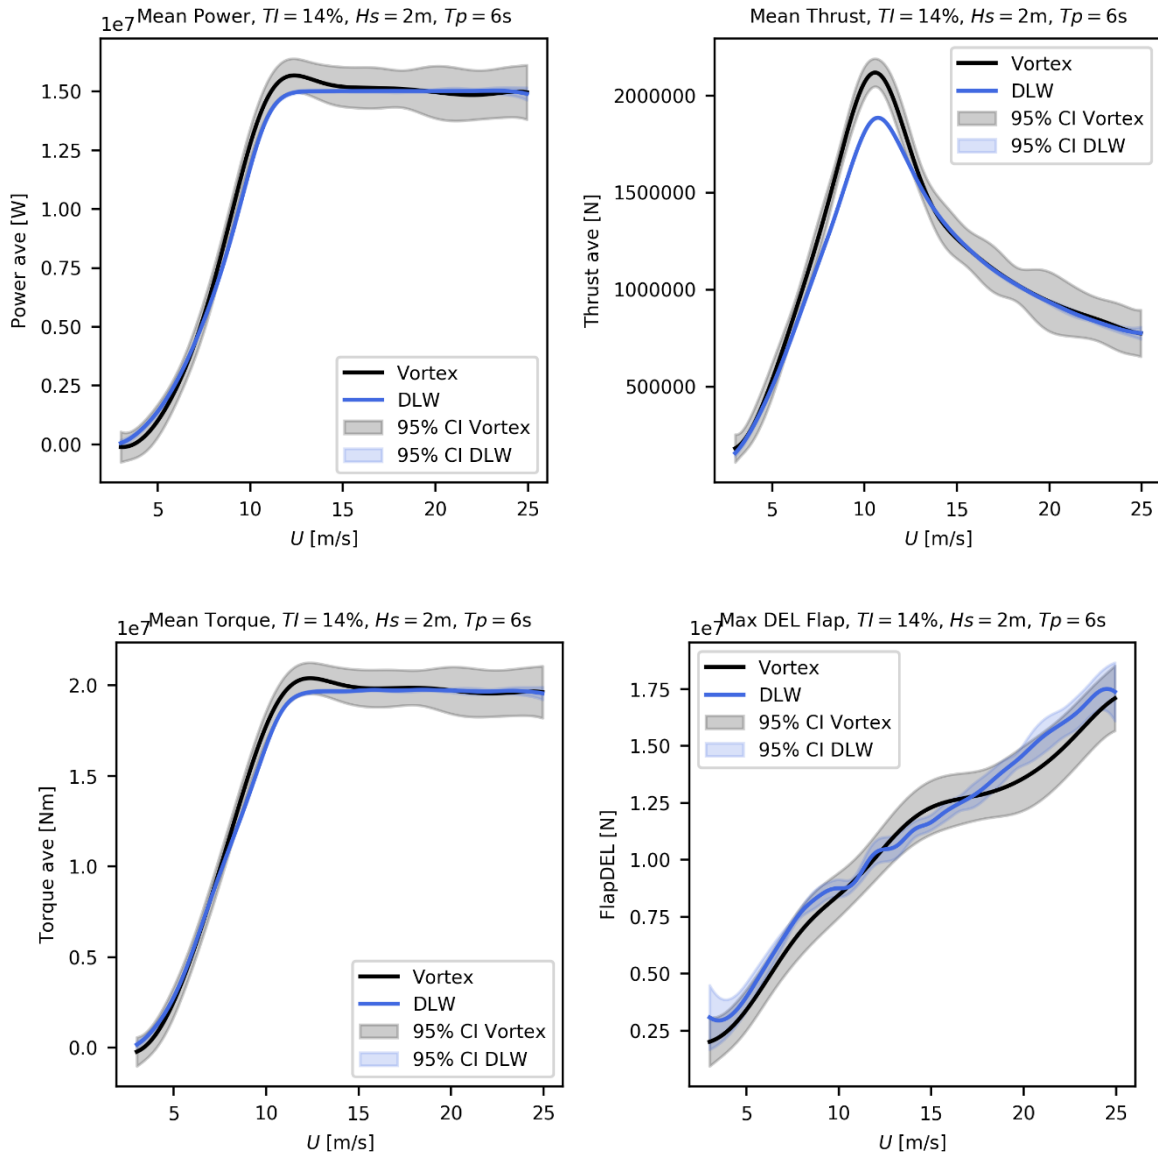 1e7 Mean Power, TI = 14%, Hs = 2m, Tp = 6s
1.50
1.25
1.00
0.75
0.50
0.25
0.00
Power ave [W]
5 10 15 20 25
U [m/s]
Vortex
DLW
95% CI Vortex
95% CI DLW
Mean Thrust, TI = 14%, Hs = 2m, Tp = 6s
2000000
1500000
1000000
500000
Thrust ave [N]
5 10 15 20 25
U [m/s]
Vortex
DLW
95% CI Vortex
95% CI DLW
1e7 Mean Torque, TI = 14%, Hs = 2m, Tp = 6s
2.0
1.5
1.0
0.5
0.0
Torque ave [Nm]
5 10 15 20 25
U [m/s]
Vortex
DLW
95% CI Vortex
95% CI DLW
1e7 Max DEL Flap, TI = 14%, Hs = 2m, Tp = 6s
1.75
1.50
1.25
1.00
0.75
0.50
0.25
FlapDEL [N]
5 10 15 20 25
U [m/s]
Vortex
DLW
95% CI Vortex
95% CI DLW